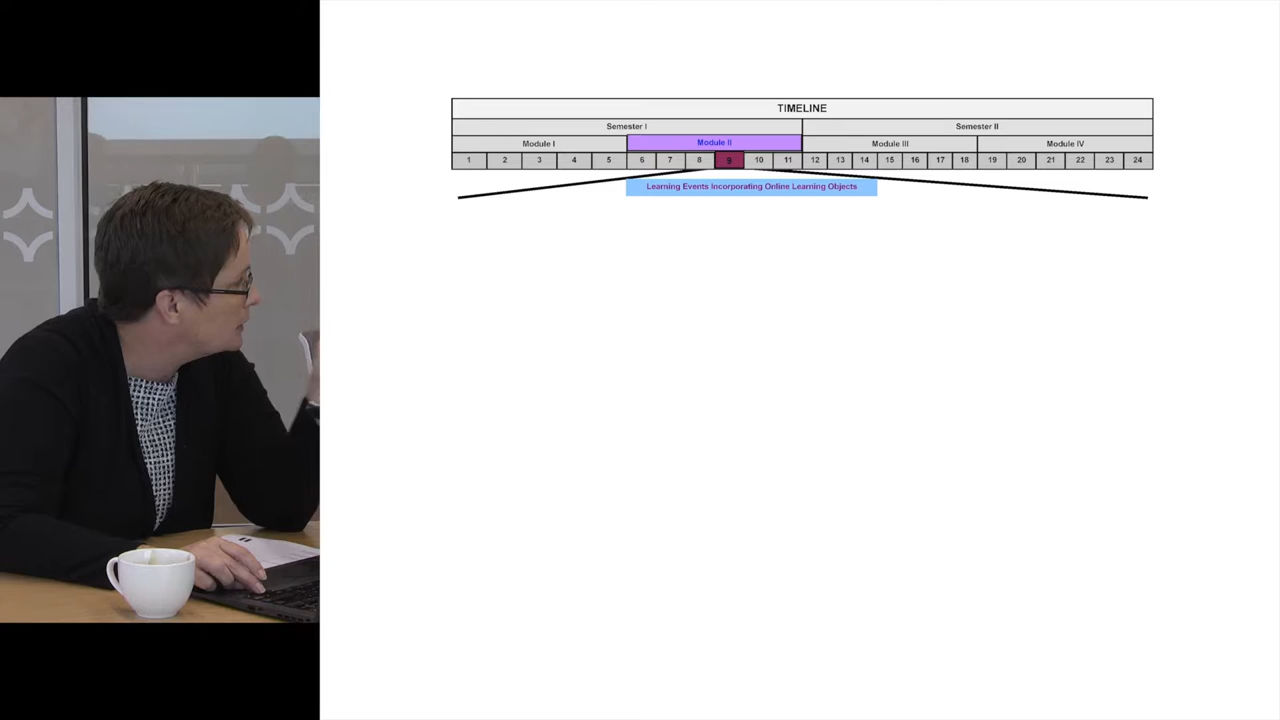 TIMELINE
Semester I Semester II
Module I Module II Module III Module IV
1 2 3 4 5 6 7 8 9 10 11 12 13 14 15 16 17 18 19 20 21 22 23 24
Learning Events Incorporating Online Learning Objects